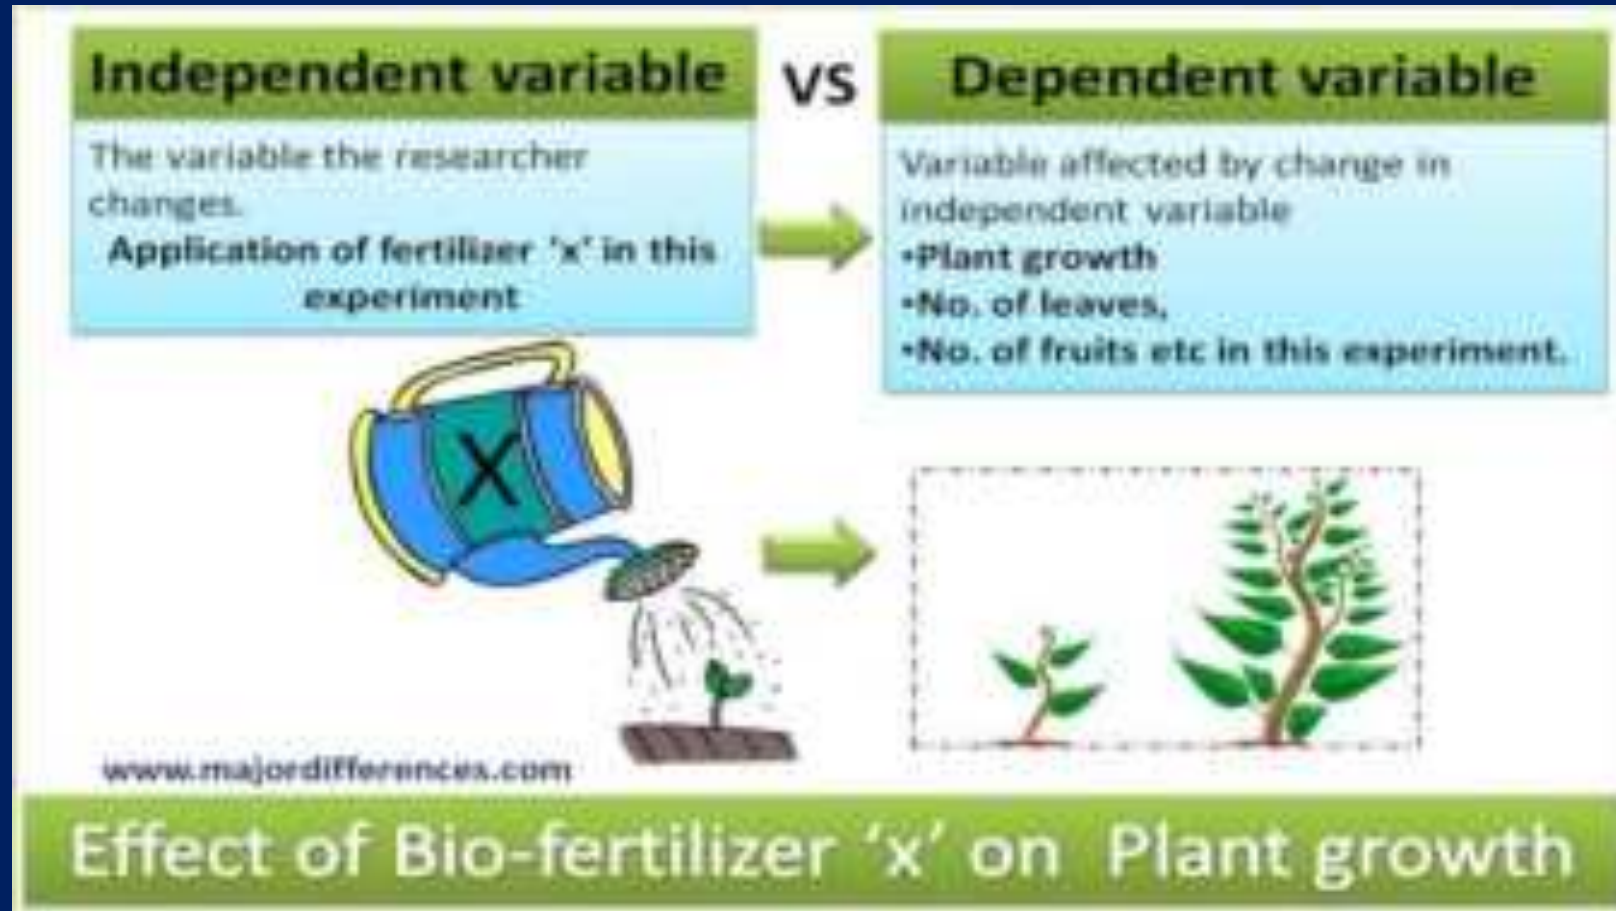 Independent variable
VS
Dependent variable
The variable the researcher
changes.
Application of fertilizer 'x' in this
experiment
Variable affected by change in
independent variable
•Plant growth
•No. of leaves,
•No. of fruits etc in this experiment.
X
www.majordifferences.com
Effect of Bio-fertilizer 'x' on Plant growth